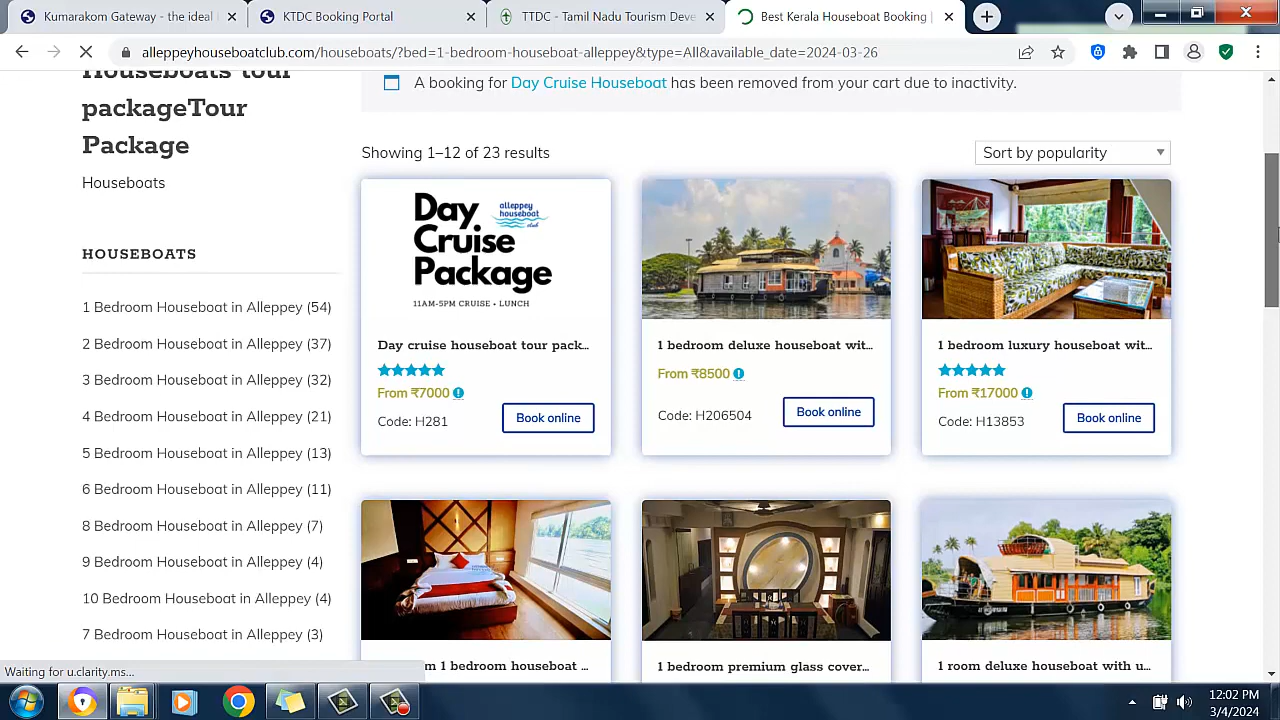 Kumarakom Gateway - the ideal
KTDC Booking Portal
TTDC - Tamil Nadu Tourism Deve
Best Kerala Houseboat Booking |
alleppeyhouseboatclub.com/houseboats/?bed=1-bedroom-houseboat-alleppey&type=All&available_date=2024-03-26
Houseboats tour
packageTour
Package
Houseboats
HOUSEBOATS
1 Bedroom Houseboat in Alleppey (54)
2 Bedroom Houseboat in Alleppey (37)
3 Bedroom Houseboat in Alleppey (32)
4 Bedroom Houseboat in Alleppey (21)
5 Bedroom Houseboat in Alleppey (13)
6 Bedroom Houseboat in Alleppey (11)
8 Bedroom Houseboat in Alleppey (7)
9 Bedroom Houseboat in Alleppey (4)
10 Bedroom Houseboat in Alleppey (4)
7 Bedroom Houseboat in Alleppey (3)
A booking for Day Cruise Houseboat has been removed from your cart due to inactivity.
Showing 1–12 of 23 results
Sort by popularity
Day
Cruise
Package
alleppey
houseboat
club
11AM-5PM CRUISE • LUNCH
Day cruise houseboat tour pack...
From ₹7000
Code: H281
Book online
1 bedroom deluxe houseboat wit...
From ₹8500
Code: H206504
Book online
1 bedroom luxury houseboat wit...
From ₹17000
Code: H13853
Book online
m 1 bedroom houseboat ...
1 bedroom premium glass cover...
1 room deluxe houseboat with u...
Waiting for u.clarity.ms...
12:02 PM
3/4/2024